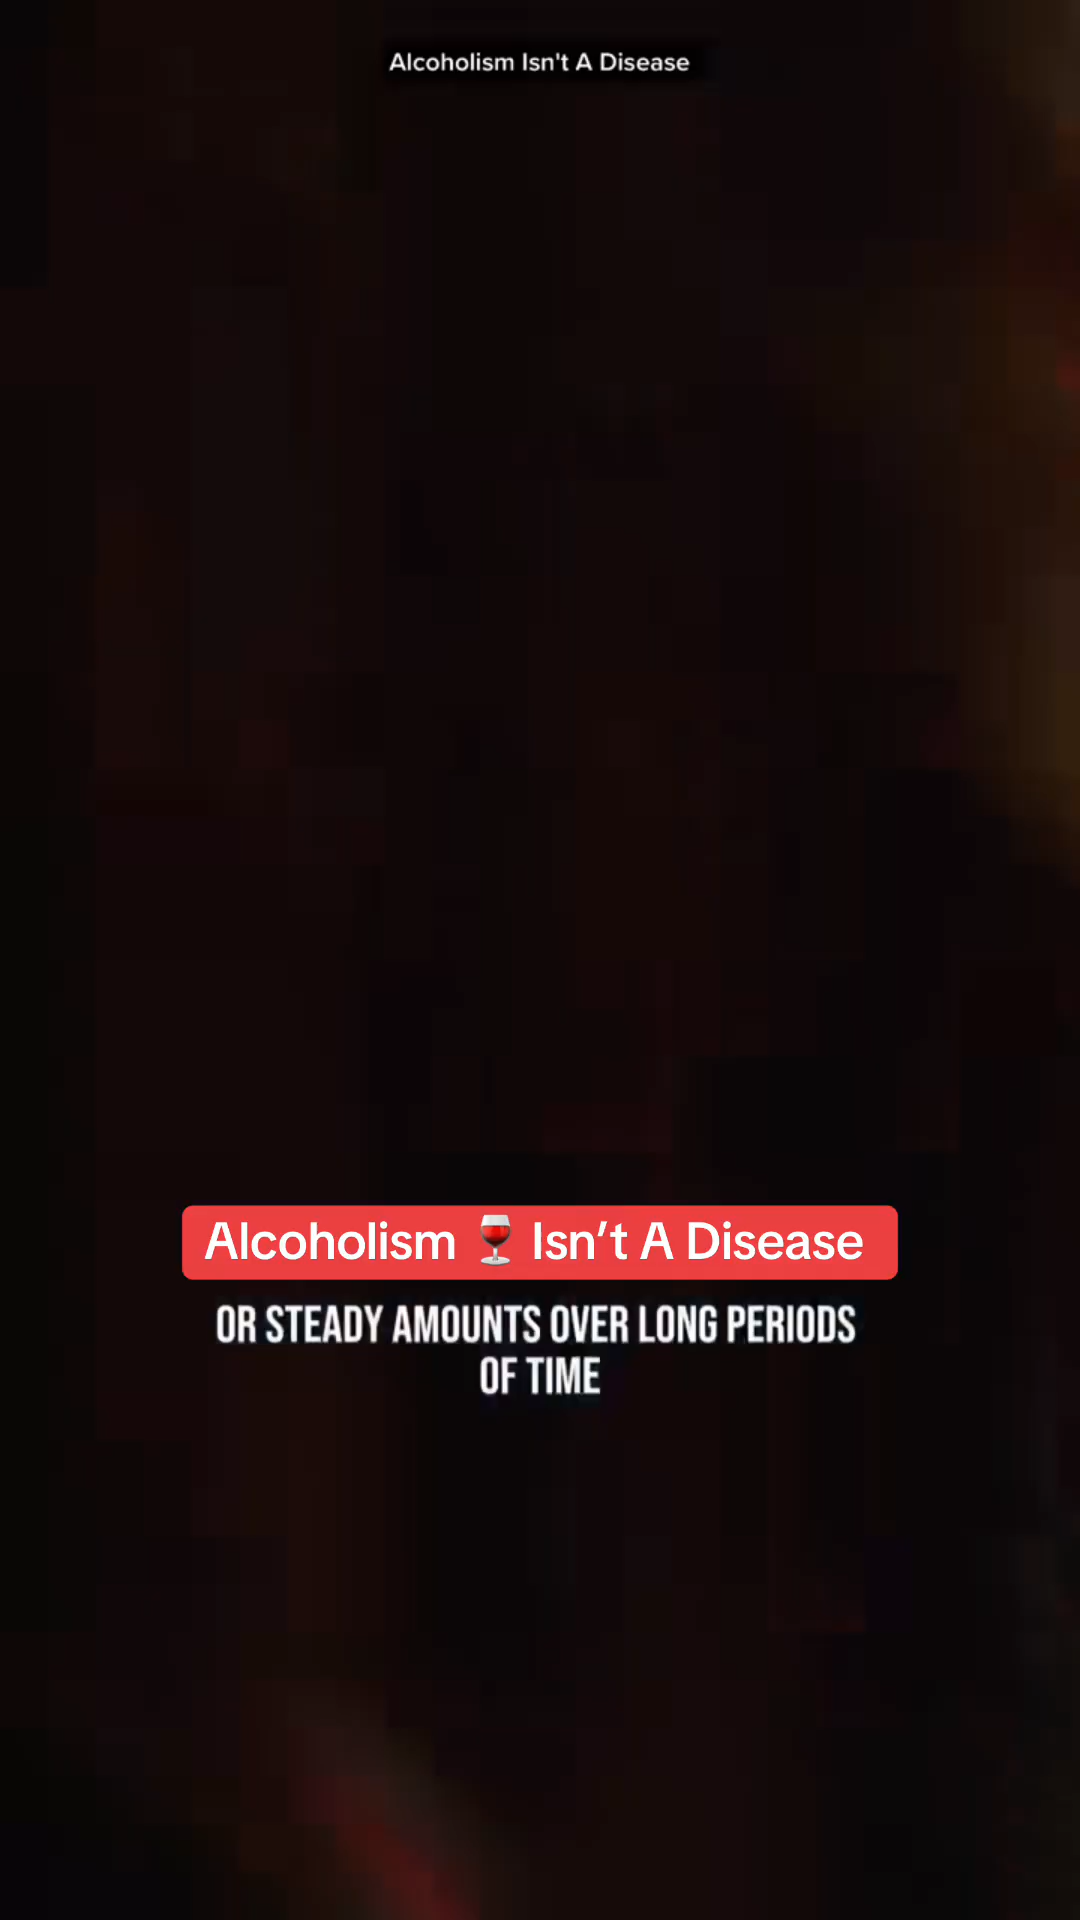 Alcoholism Isn't A Disease
Alcoholism 🍷 Isn’t A Disease
OR STEADY AMOUNTS OVER LONG PERIODS
OF TIME